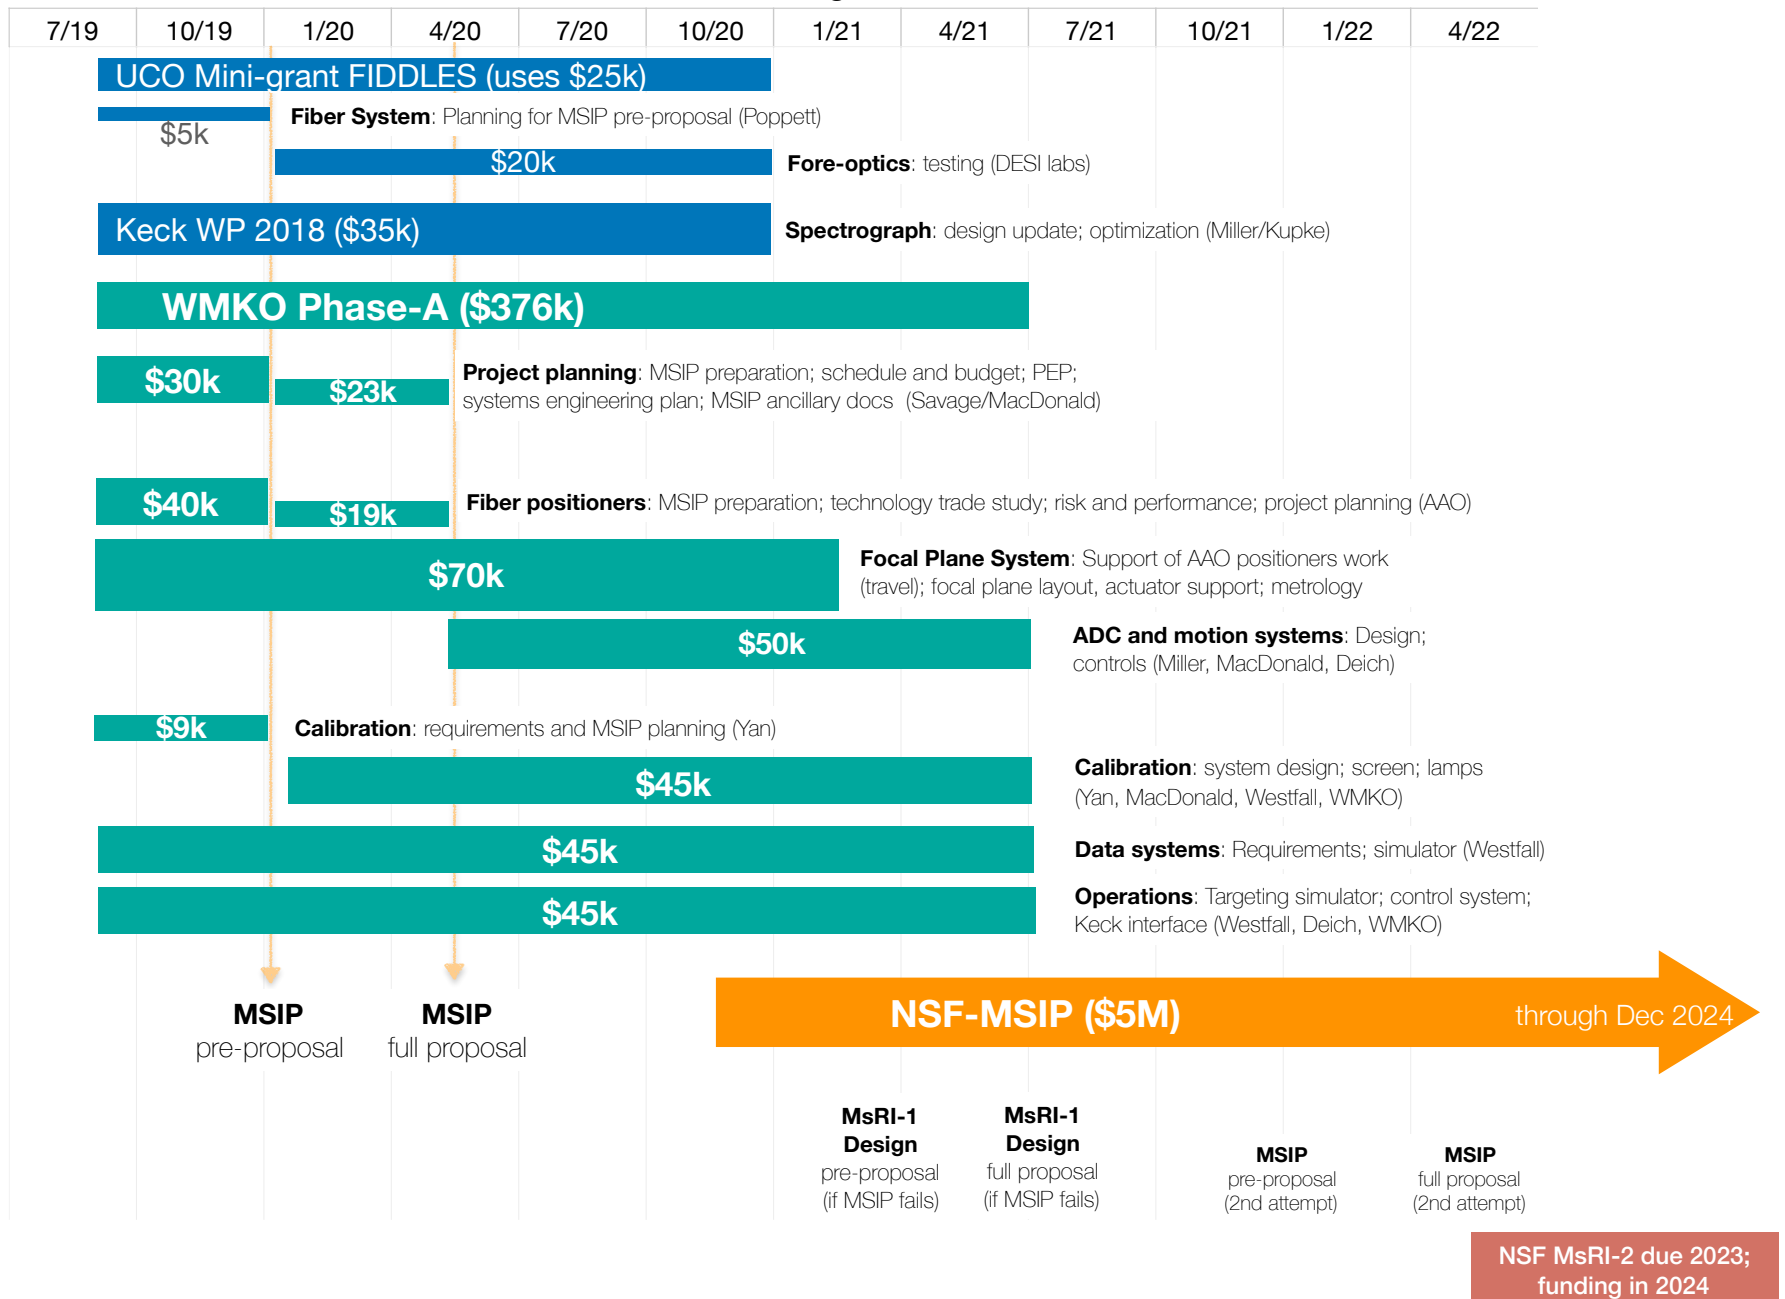 7/19 10/19 1/20 4/20 7/20 10/20 1/21 4/21 7/21 10/21 1/22 4/22
UCO Mini-grant FIDDLES (uses $25k)
$5k
Fiber System: Planning for MSIP pre-proposal (Poppett)
$20k
Fore-optics: testing (DESI labs)
Keck WP 2018 ($35k)
Spectrograph: design update; optimization (Miller/Kupke)
WMKO Phase-A ($376k)
$30k
$23k
Project planning: MSIP preparation; schedule and budget; PEP;
systems engineering plan; MSIP ancillary docs (Savage/MacDonald)
$40k
$19k
Fiber positioners: MSIP preparation; technology trade study; risk and performance; project planning (AAO)
$70k
Focal Plane System: Support of AAO positioners work
(travel); focal plane layout, actuator support; metrology
$50k
ADC and motion systems: Design;
controls (Miller, MacDonald, Deich)
$9k
Calibration: requirements and MSIP planning (Yan)
$45k
Calibration: system design; screen; lamps
(Yan, MacDonald, Westfall, WMKO)
$45k
Data systems: Requirements; simulator (Westfall)
$45k
Operations: Targeting simulator; control system;
Keck interface (Westfall, Deich, WMKO)
MSIP
pre-proposal
MSIP
full proposal
NSF-MSIP ($5M)
through Dec 2024
MsRI-1
Design
pre-proposal
(if MSIP fails)
MsRI-1
Design
full proposal
(if MSIP fails)
MSIP
pre-proposal
(2nd attempt)
MSIP
full proposal
(2nd attempt)
NSF MsRI-2 due 2023;
funding in 2024